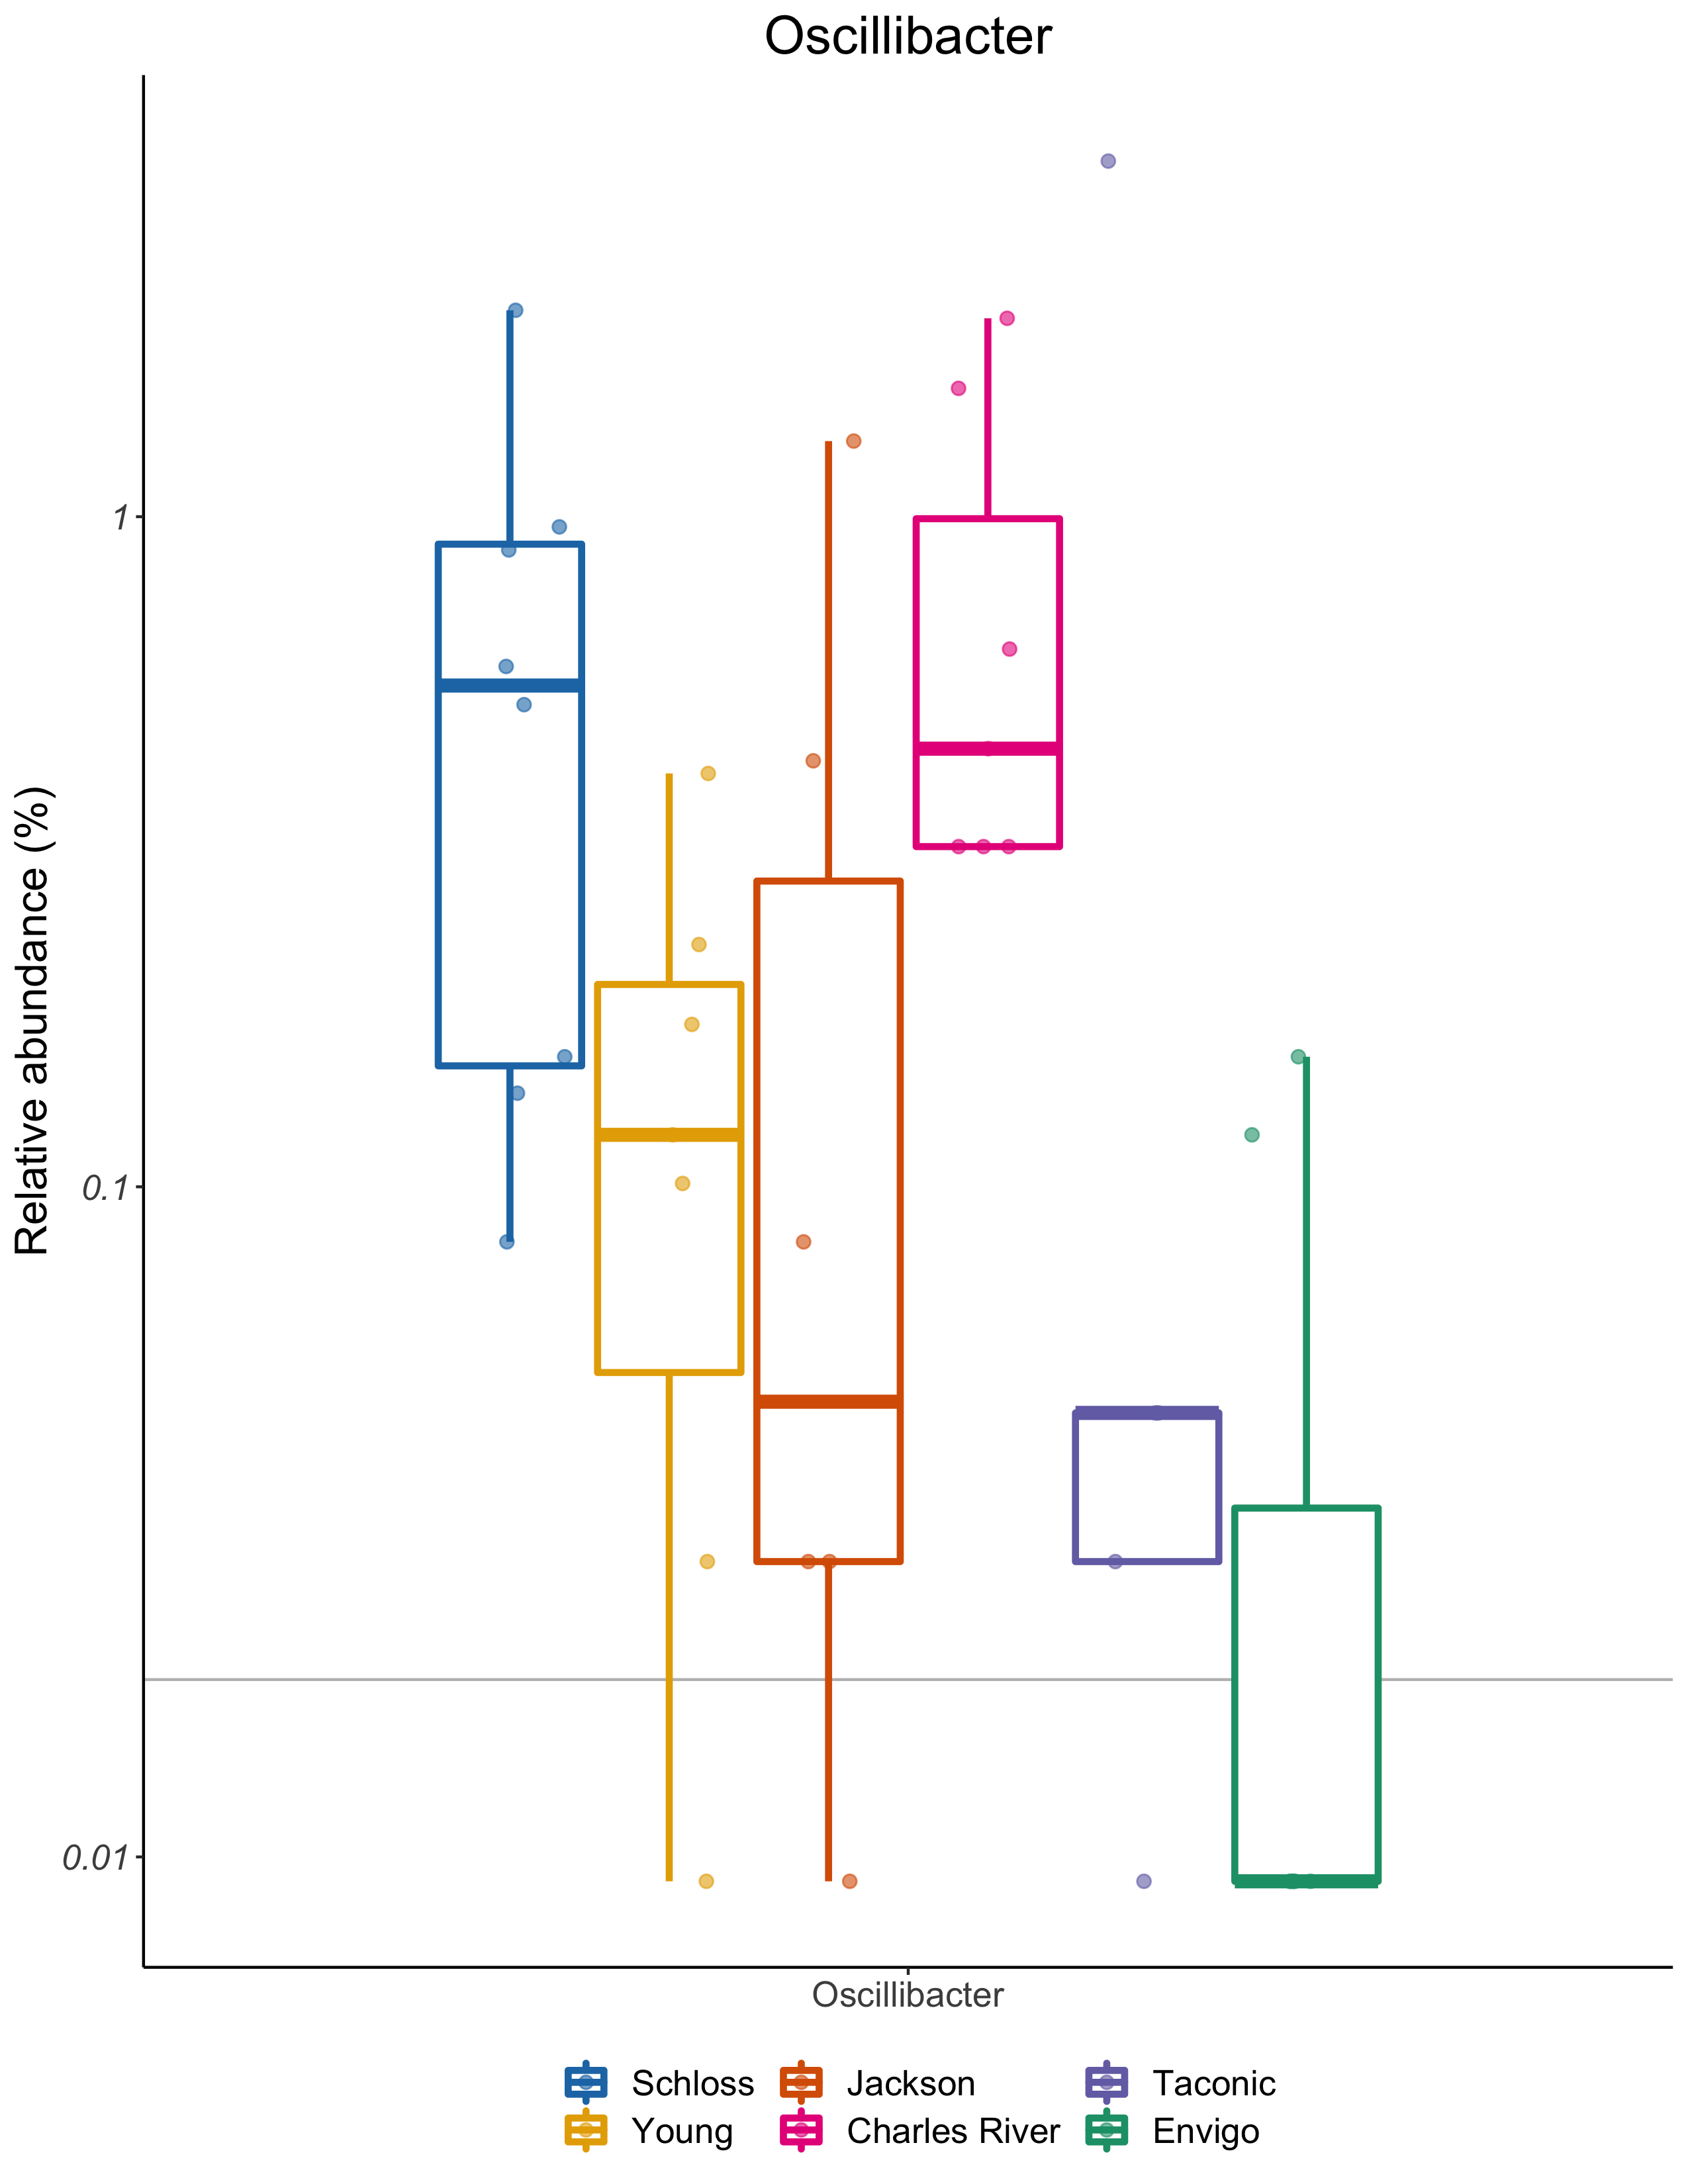 Oscillibacter
Relative abundance (%)
1
0.1
0.01
Oscillibacter
Schloss
Jackson
Taconic
Young
Charles River
Envigo